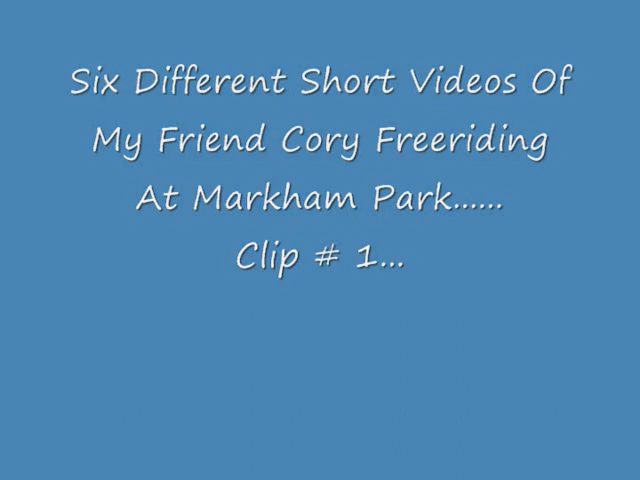 Six Different Short Videos Of
My Friend Cory Freeriding
At Markham Park......
Clip # 1...